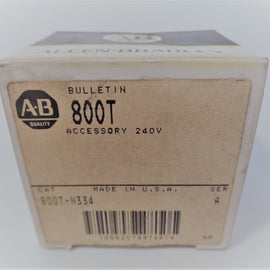 ALLEN-BRADLEY
BULLETIN
A-B
QUALITY
800T
ACCESSORY 240V
CAT MADE IN U.S.A. SER
800T-N334 A